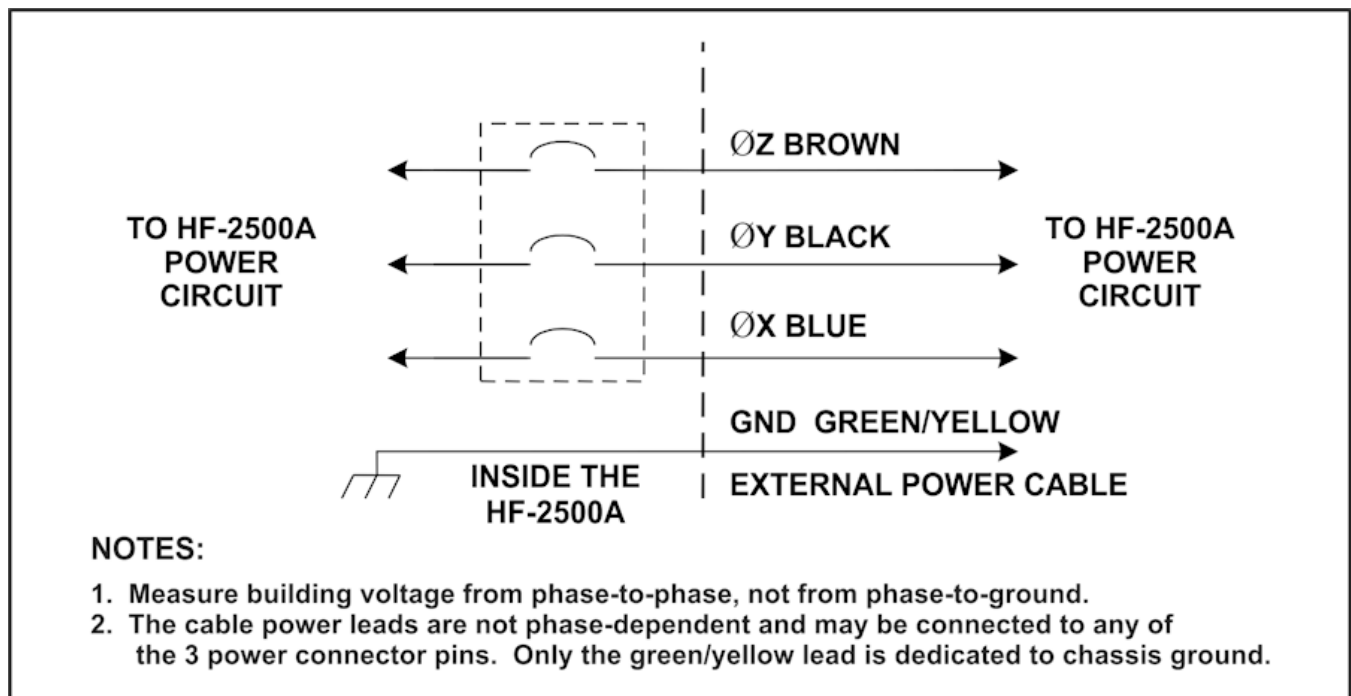 ØZ BROWN
TO HF-2500A
POWER
CIRCUIT
ØY BLACK
TO HF-2500A
POWER
CIRCUIT
ØX BLUE
GND GREEN/YELLOW
INSIDE THE
HF-2500A
EXTERNAL POWER CABLE
NOTES:
1. Measure building voltage from phase-to-phase, not from phase-to-ground.
2. The cable power leads are not phase-dependent and may be connected to any of
the 3 power connector pins. Only the green/yellow lead is dedicated to chassis ground.